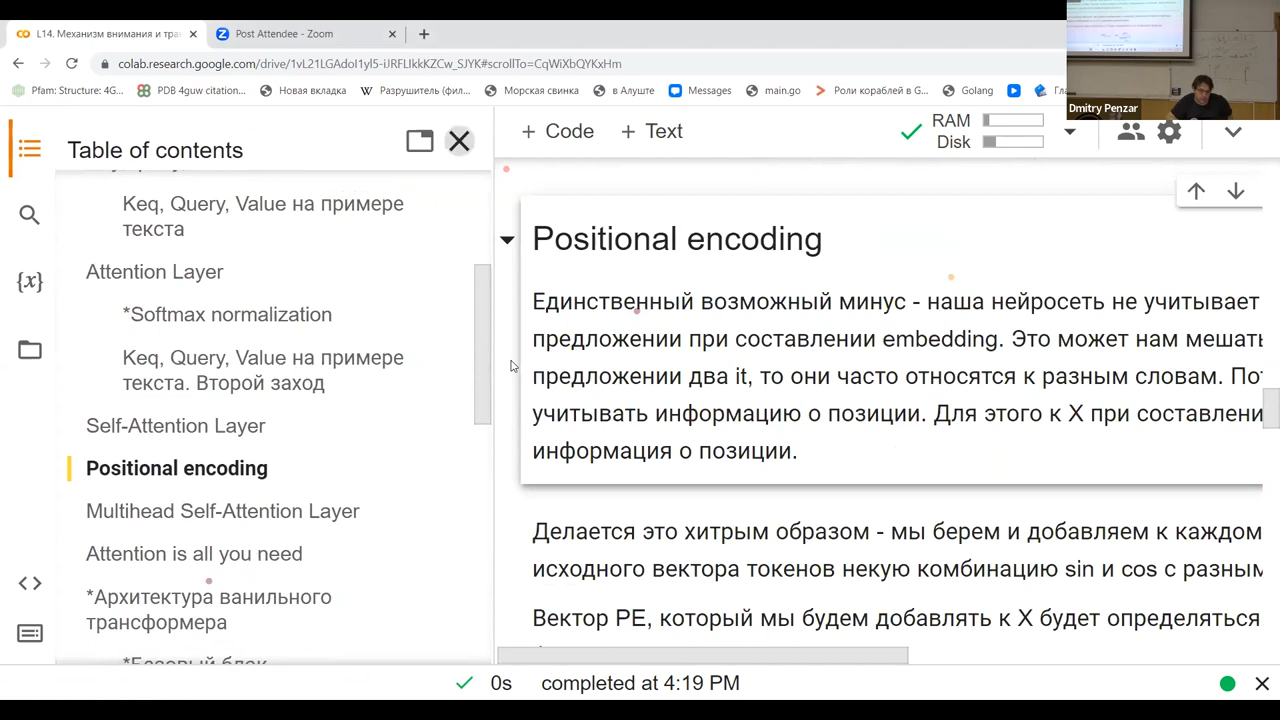 L14. Механизм внимания и тра
Post Attendee - Zoom
colab.research.google.com/drive/
Pfam: Structure: 4G...
PDB 4guw citation...
Новая вкладка
Разрушитель (фил...
Морская свинка
в Алуште
Messages
main.go
Роли кораблей в G...
Golang
Dmitry Penzar
Table of contents
+ Code
+ Text
RAM
Disk
Keq, Query, Value на примере
текста
Attention Layer
*Softmax normalization
Keq, Query, Value на примере
текста. Второй заход
Self-Attention Layer
Positional encoding
Multihead Self-Attention Layer
Attention is all you need
*Архитектура ванильного
трансформера
*Базовый блок
Positional encoding
Единственный возможный минус - наша нейросеть не учитывает
предложении при составлении embedding. Это может нам мешать
предложении два it, то они часто относятся к разным словам. Пот
учитывать информацию о позиции. Для этого к X при составлени
информация о позиции.
Делается это хитрым образом - мы берем и добавляем к каждом
исходного вектора токенов некую комбинацию sin и cos с разным
Вектор PE, который мы будем добавлять к X будет определяться
0s completed at 4:19 PM